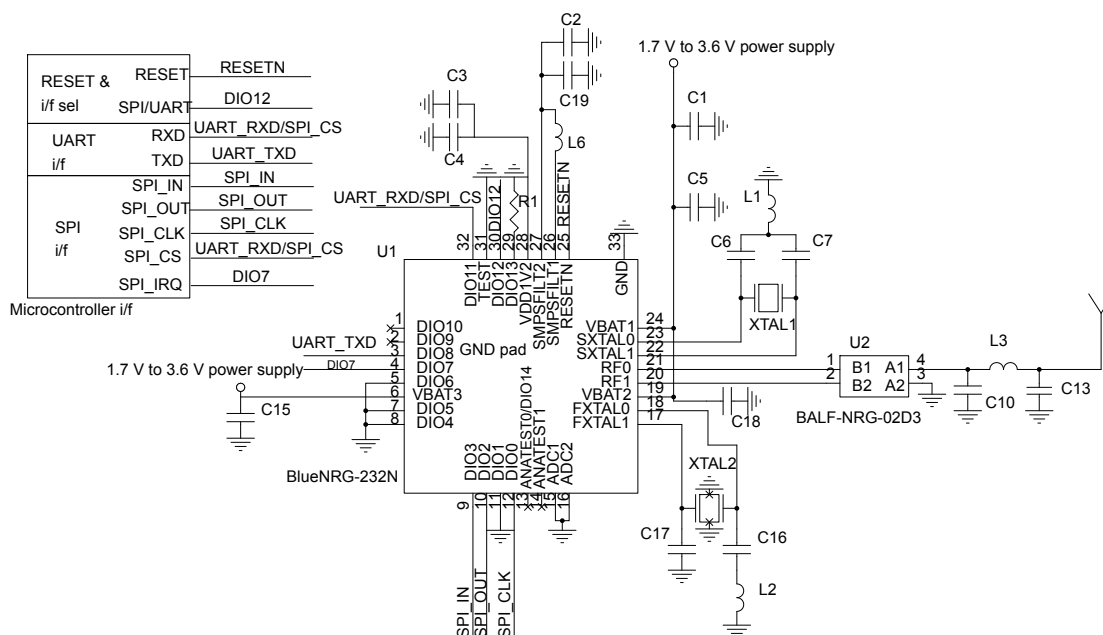 RESET &
i/f sel
RESET
RESETN
SPI/UART
DIO12
UART
i/f
RXD
UART_RXD/SPI_CS
TXD
UART_TXD
SPI
i/f
SPI_IN
SPI_IN
SPI_OUT
SPI_OUT
SPI_CLK
SPI_CLK
SPI_CS
UART_RXD/SPI_CS
SPI_IRQ
DIO7
Microcontroller i/f
C2
C19
C3
C4
L6
R1
DIO12
RESETN
UART_RXD/SPI_CS
1.7 V to 3.6 V power supply
C1
C5
L1
C6
C7
XTAL1
U1
32
31
30
29
28
27
26
25
33
DIO11
TEST
DIO12
DIO13
VDD1V2
SMPSFILT2
SMPSFILT1
RESETN
GND
1
2
3
4
5
6
7
8
DIO10
DIO9
DIO8
DIO7
DIO6
VBAT3
DIO5
DIO4
GND pad
UART_TXD
DIO7
1.7 V to 3.6 V power supply
C15
24
23
22
21
20
19
18
17
VBAT1
SXTAL0
SXTAL1
RF0
RF1
VBAT2
FXTAL0
FXTAL1
U2
1
2
B1
B2
A1
A2
4
3
BALF-NRG-02D3
L3
C10
C13
C18
BlueNRG-232N
DIO3
DIO2
DIO1
DIO0
ANATEST0/DIO14
ANATEST1
ADC1
ADC2
9
10
11
12
13
14
15
16
SPI_IN
SPI_OUT
SPI_CLK
XTAL2
C17
C16
L2